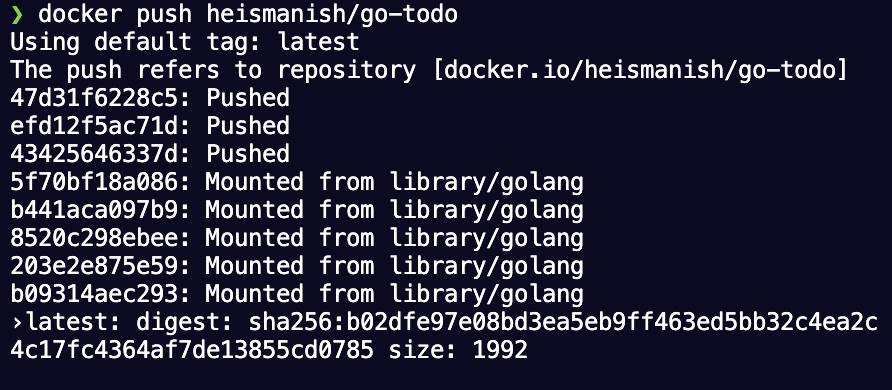 ❯ docker push heismanish/go-todo
Using default tag: latest
The push refers to repository [docker.io/heismanish/go-todo]
47d31f6228c5: Pushed
efd12f5ac71d: Pushed
43425646337d: Pushed
5f70bf18a086: Mounted from library/golang
b441aca097b9: Mounted from library/golang
8520c298ebee: Mounted from library/golang
203e2e875e59: Mounted from library/golang
b09314aec293: Mounted from library/golang
›latest: digest: sha256:b02dfe97e08bd3ea5eb9ff463ed5bb32c4ea2c
4c17fc4364af7de13855cd0785 size: 1992